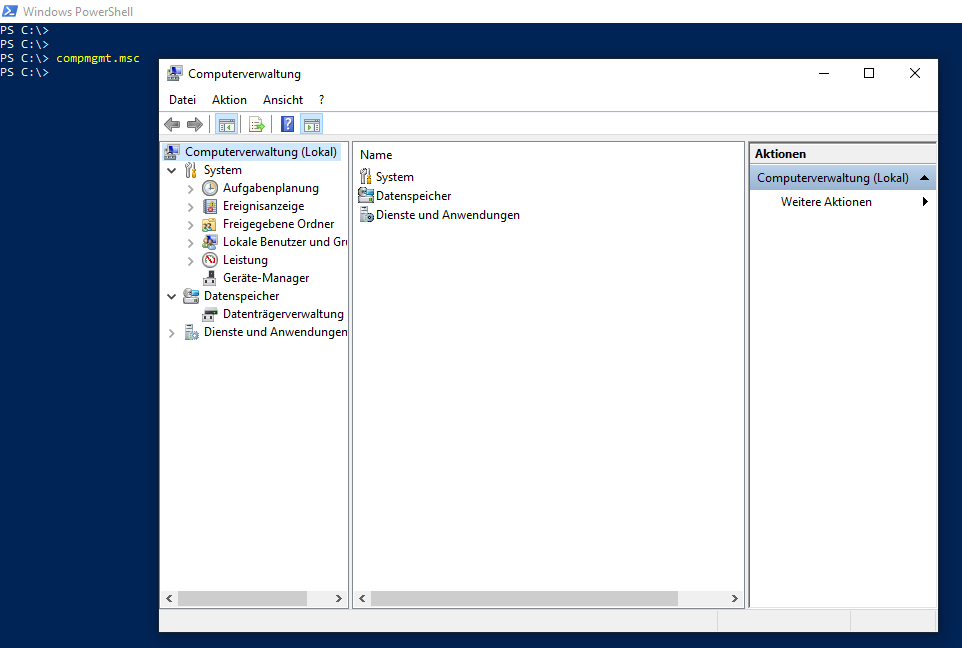 Windows PowerShell
PS C:\>
PS C:\>
PS C:\> compmgmt.msc
PS C:\>
Computerverwaltung
Datei Aktion Ansicht ?
Computerverwaltung (Lokal)
System
Aufgabenplanung
Ereignisanzeige
Freigegebene Ordner
Lokale Benutzer und Gr
Leistung
Geräte-Manager
Datenspeicher
Datenträgerverwaltung
Dienste und Anwendungen
Name
System
Datenspeicher
Dienste und Anwendungen
Aktionen
Computerverwaltung (Lokal)
Weitere Aktionen